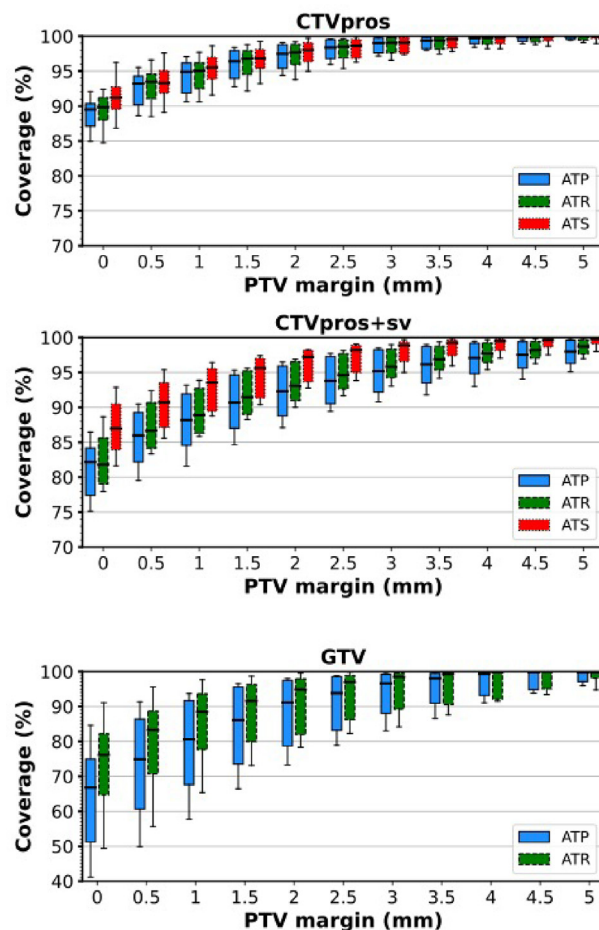 CTVpros
Coverage (%)
100
95
90
85
80
75
70
ATP
ATR
ATS
0 0.5 1 1.5 2 2.5 3 3.5 4 4.5 5
PTV margin (mm)
CTVpros+sv
Coverage (%)
100
95
90
85
80
75
70
ATP
ATR
ATS
0 0.5 1 1.5 2 2.5 3 3.5 4 4.5 5
PTV margin (mm)
GTV
Coverage (%)
100
90
80
70
60
50
40
ATP
ATR
0 0.5 1 1.5 2 2.5 3 3.5 4 4.5 5
PTV margin (mm)